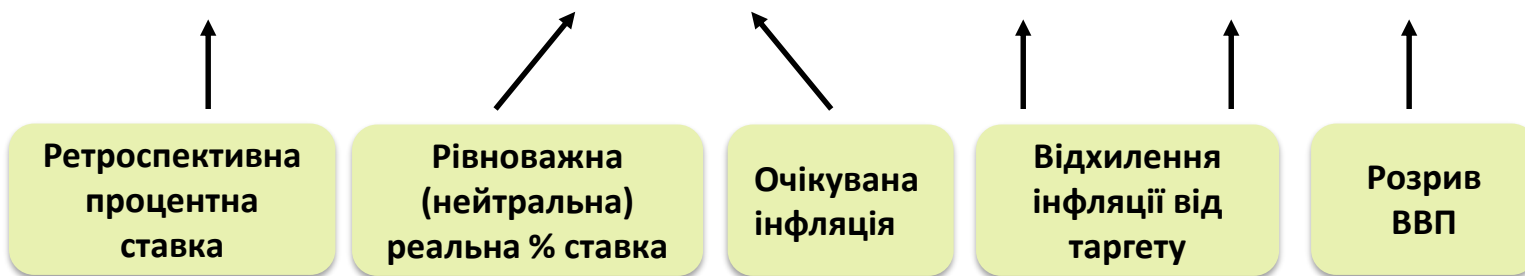 Ретроспективна
процентна
ставка
Рівноважна
(нейтральна)
реальна % ставка
Очікувана
інфляція
Відхилення
інфляції від
таргету
Розрив
ВВП